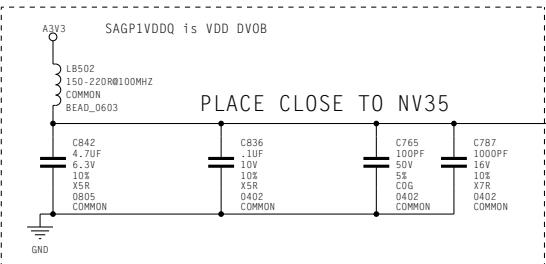 A3V3
SAGP1VDDQ is VDD DVOB
LB502
150-220R@100MHZ
COMMON
BEAD_0603
PLACE CLOSE TO NV35
C842
4.7UF
6.3V
10%
X5R
0805
COMMON
C836
.1UF
10V
10%
X5R
0402
COMMON
C765
100PF
50V
5%
COG
0402
COMMON
C787
1000PF
16V
10%
X7R
0402
COMMON
GND